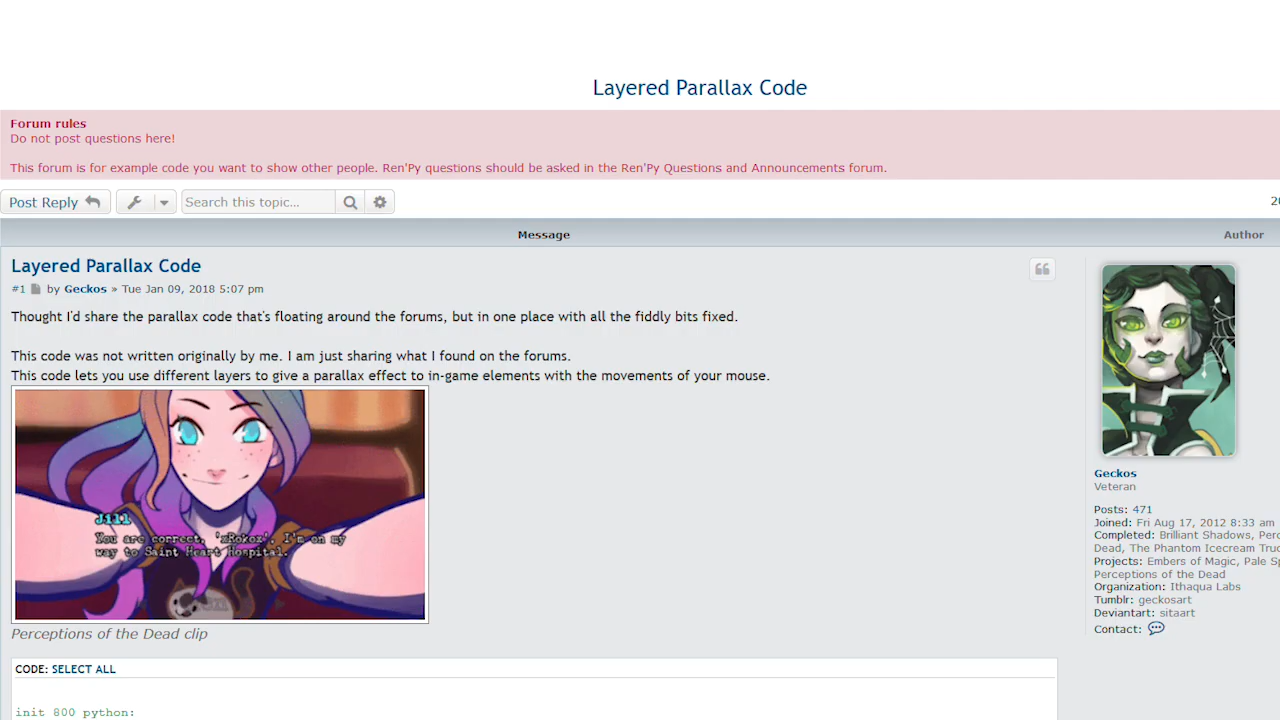 Layered Parallax Code
Forum rules
Do not post questions here!
This forum is for example code you want to show other people. Ren'Py questions should be asked in the Ren'Py Questions and Announcements forum.
Post Reply
Search this topic...
20
Message
Author
Layered Parallax Code
#1 by Geckos » Tue Jan 09, 2018 5:07 pm
Thought I'd share the parallax code that's floating around the forums, but in one place with all the fiddly bits fixed.
This code was not written originally by me. I am just sharing what I found on the forums.
This code lets you use different layers to give a parallax effect to in-game elements with the movements of your mouse.
Jill
You are correct, 'xRokox'. I'm on my
way to Saint Heart Hospital.
Perceptions of the Dead clip
CODE: SELECT ALL
init 800 python:
Geckos
Veteran
Posts: 471
Joined: Fri Aug 17, 2012 8:33 am
Completed: Brilliant Shadows, Perc
Dead, The Phantom Icecream Truc
Projects: Embers of Magic, Pale Sp
Perceptions of the Dead
Organization: Ithaqua Labs
Tumblr: geckosart
Deviantart: sitaart
Contact: